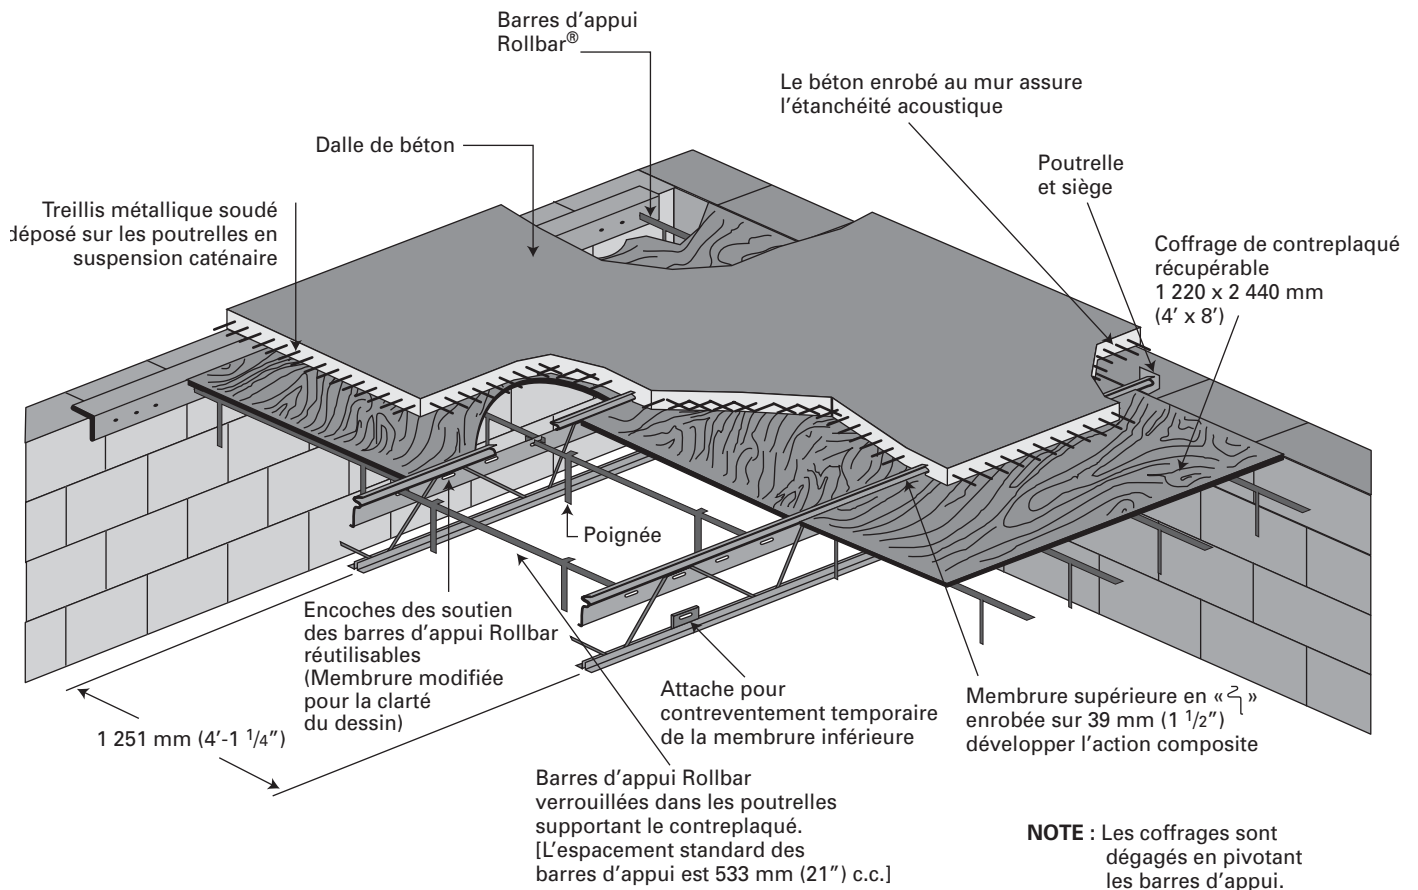 Barres d'appui
Rollbar®
Le béton enrobé au mur assure
l'étanchéité acoustique
Dalle de béton
Poutrelle
et siège
Treillis métallique soudé
déposé sur les poutrelles en
suspension caténaire
Coffrage de contreplaqué
récupérable
1 220 x 2 440 mm
(4' x 8')
Poignée
Encoches des soutien
des barres d'appui Rollbar
réutilisables
(Membrure modifiée
pour la clarté
du dessin)
1 251 mm (4'-1 1/4")
Attache pour
contreventement temporaire
de la membrure inférieure
Membrure supérieure en « »
enrobée sur 39 mm (1 1/2")
développer l'action composite
Barres d'appui Rollbar
verrouillées dans les poutrelles
supportant le contreplaqué.
[L'espacement standard des
barres d'appui est 533 mm (21") c.c.]
NOTE : Les coffrages sont
dégagés en pivotant
les barres d'appui.